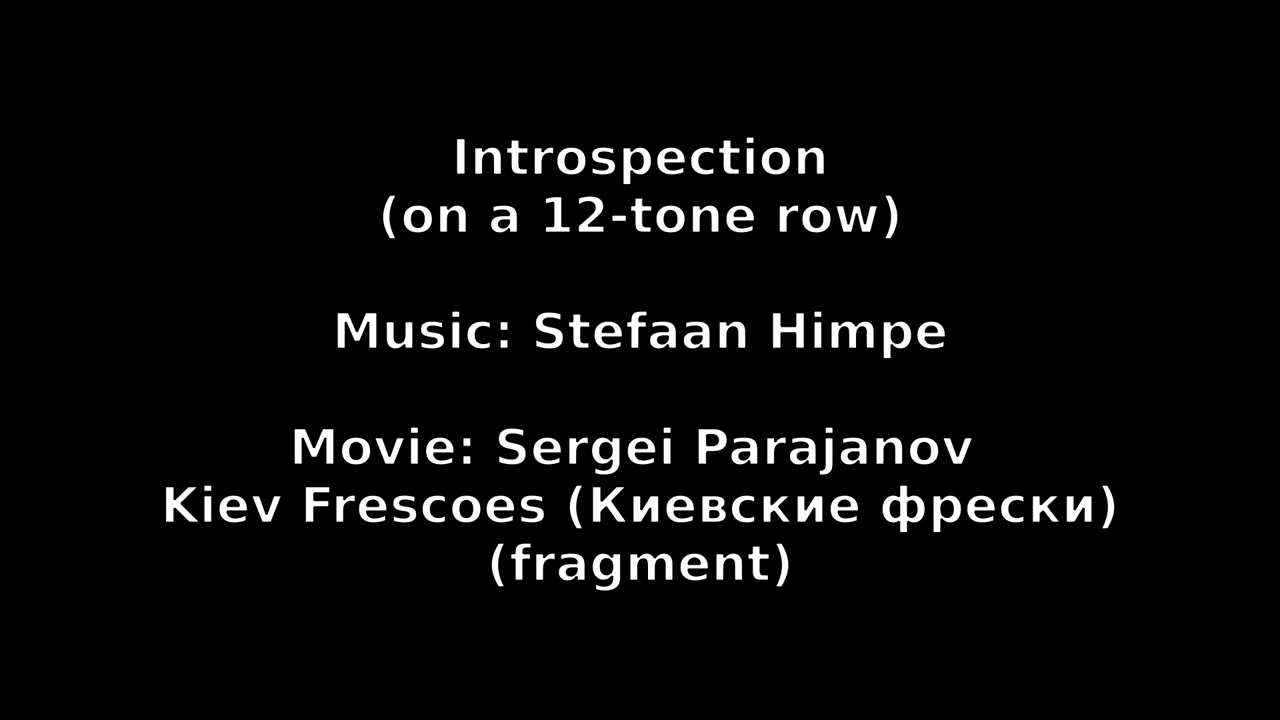 Introspection
(on a 12-tone row)
Music: Stefaan Himpe
Movie: Sergei Parajanov
Kiev Frescoes (Киевские фрески)
(fragment)